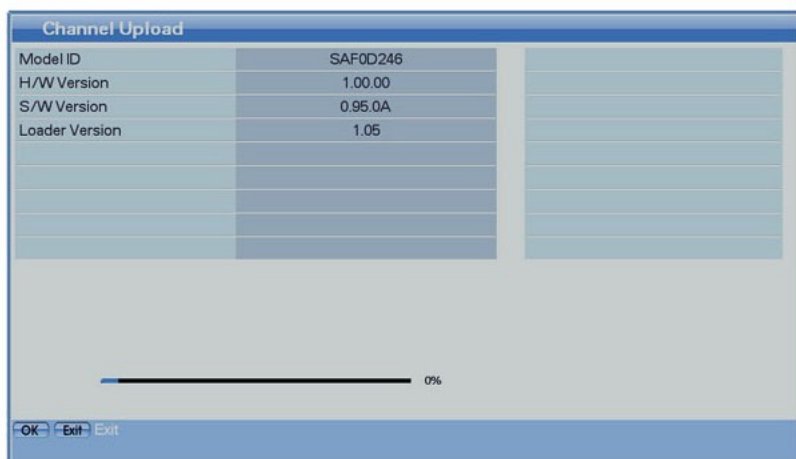 Channel Upload
Model ID SAF0D246
H/W Version 1.00.00
S/W Version 0.95.0A
Loader Version 1.05
0%
OK Exit Exit